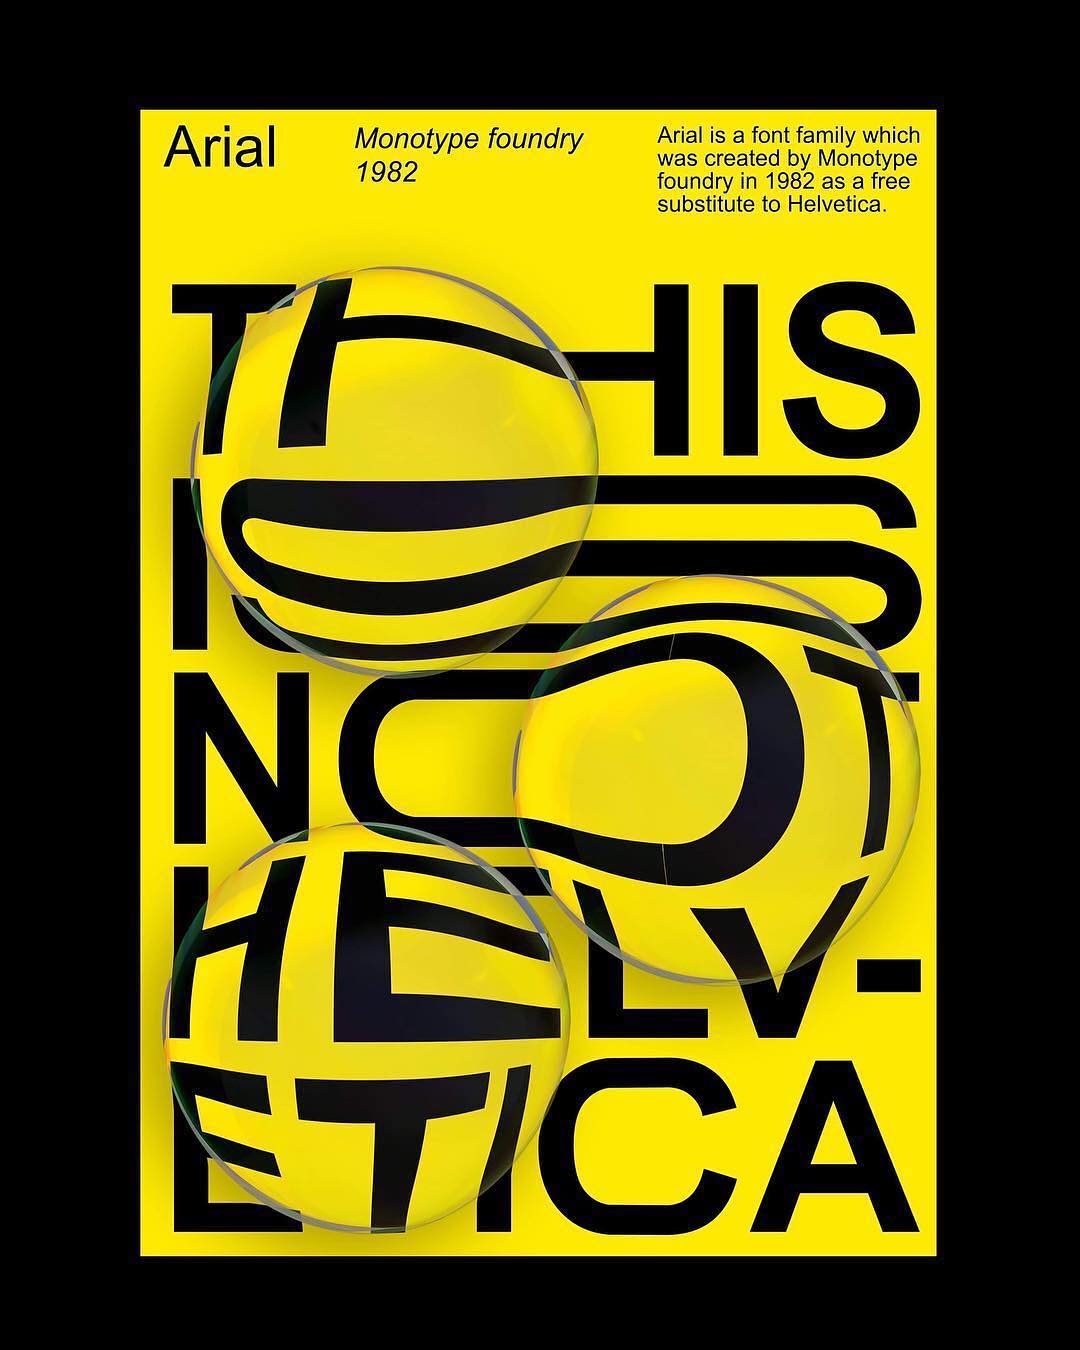 Arial
Monotype foundry
1982
Arial is a font family which
was created by Monotype
foundry in 1982 as a free
substitute to Helvetica.
THIS
IS
NOT
HELV-
ETICA